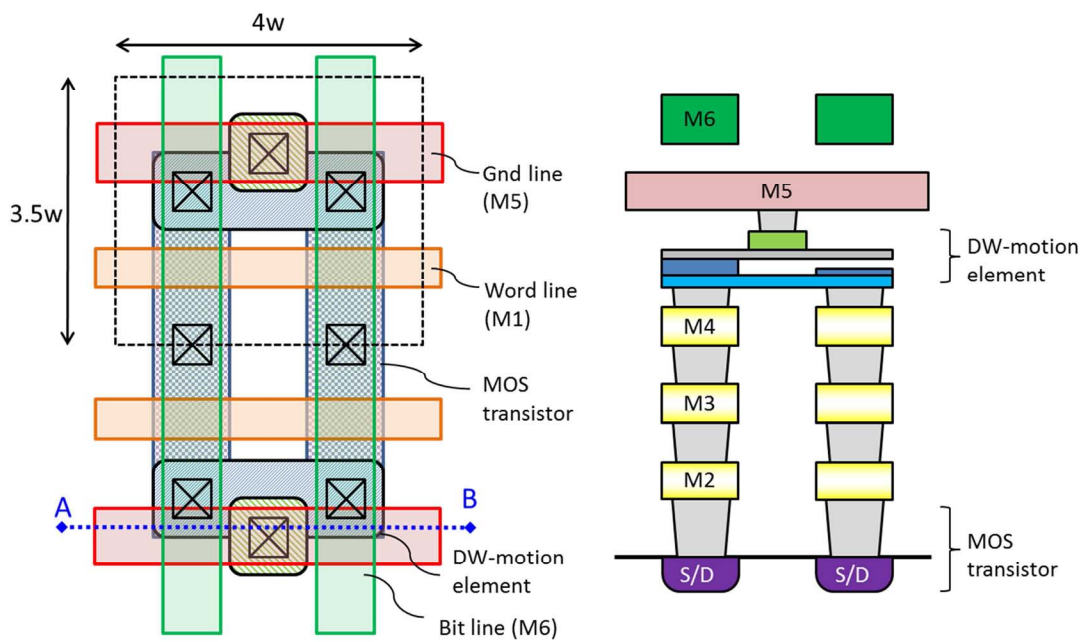 4w
3.5w
Gnd line
(M5)
Word line
(M1)
MOS
transistor
A
B
DW-motion
element
Bit line (M6)
M6
M5
DW-motion
element
M4
M3
M2
MOS
transistor
S/D
S/D